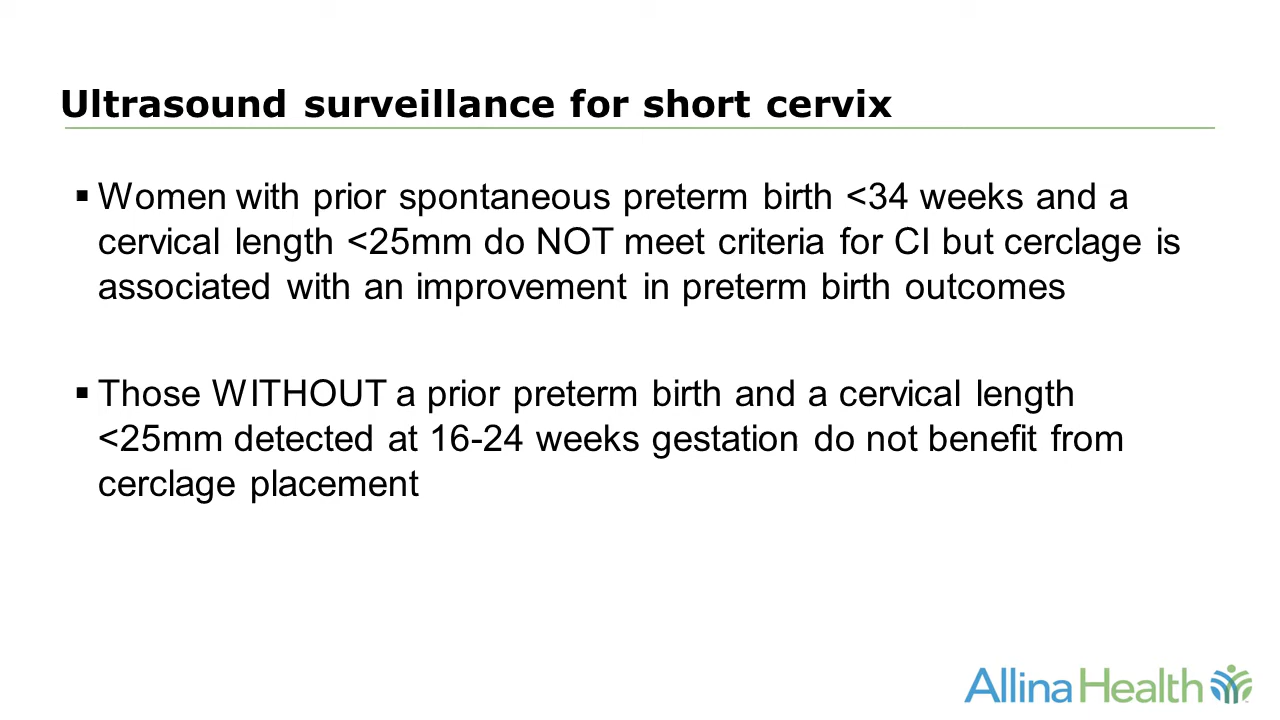 Ultrasound surveillance for short cervix
▪ Women with prior spontaneous preterm birth <34 weeks and a
cervical length <25mm do NOT meet criteria for CI but cerclage is
associated with an improvement in preterm birth outcomes
▪ Those WITHOUT a prior preterm birth and a cervical length
<25mm detected at 16-24 weeks gestation do not benefit from
cerclage placement
Allina Health